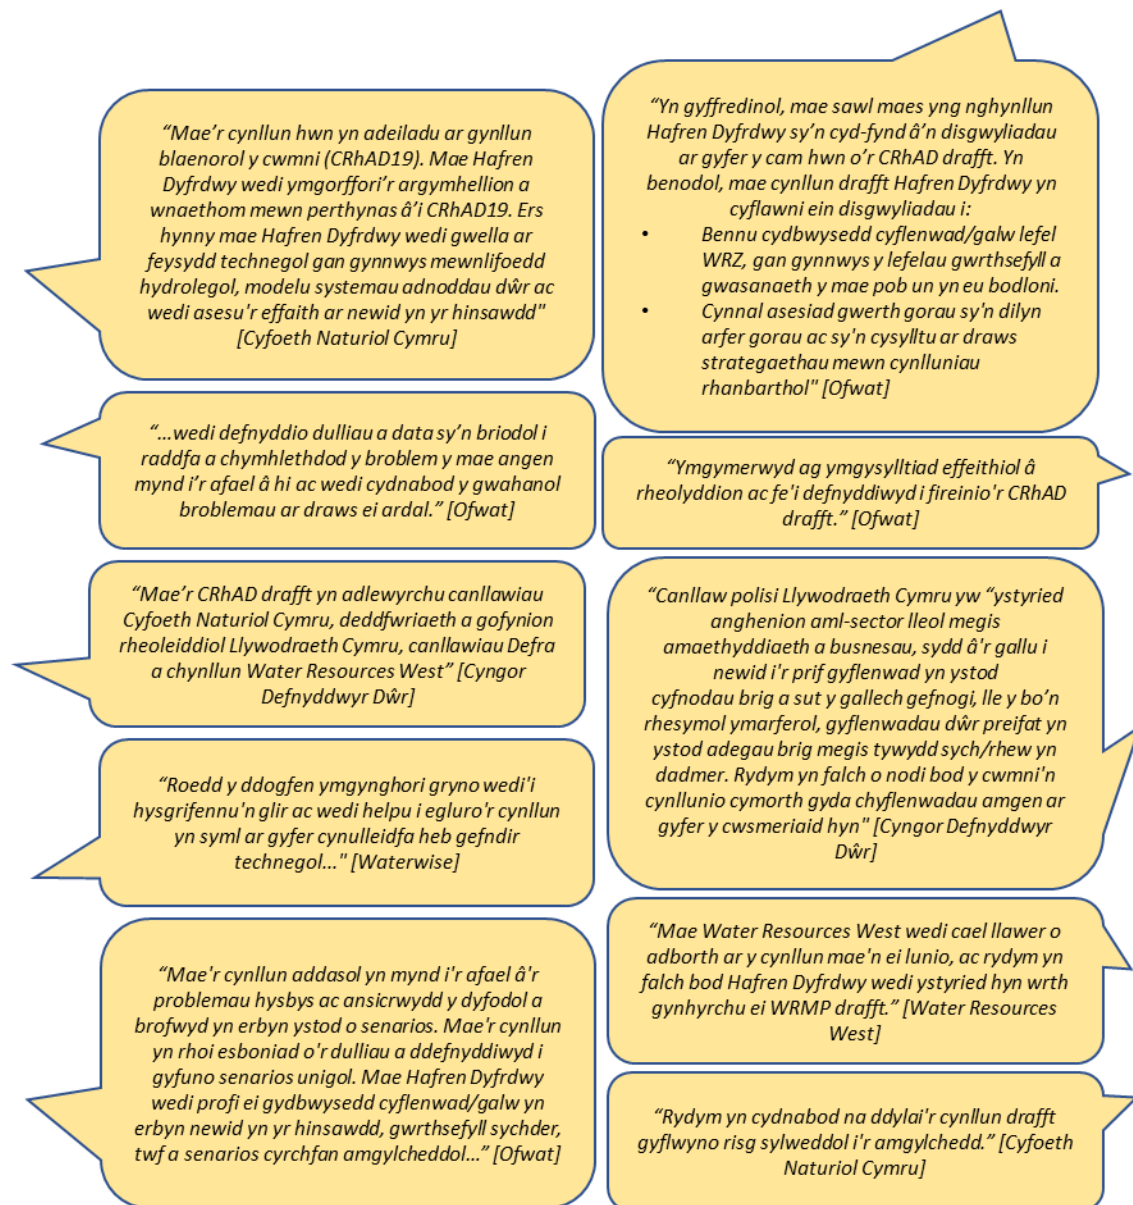 “Mae’r cynllun hwn yn adeiladu ar gynllun
blaenorol y cwmni (CRhAD19). Mae Hafren
Dyfrdwy wedi ymgorffori’r argymhellion a
wnaethom mewn perthynas â’i CRhAD19. Ers
hynny mae Hafren Dyfrdwy wedi gwella ar
feysydd technegol gan gynnwys mewnlifoedd
hydrolegol, modelu systemau adnoddau dŵr ac
wedi asesu'r effaith ar newid yn yr hinsawdd"
[Cyfoeth Naturiol Cymru]
“...wedi defnyddio dulliau a data sy’n briodol i
raddfa a chymhlethdod y broblem y mae angen
mynd i’r afael â hi ac wedi cydnabod y gwahanol
broblemau ar draws ei ardal.” [Ofwat]
“Mae’r CRhAD drafft yn adlewyrchu canllawiau
Cyfoeth Naturiol Cymru, deddfwriaeth a gofynion
rheoleiddiol Llywodraeth Cymru, canllawiau Defra
a chynllun Water Resources West” [Cyngor
Defnyddwyr Dŵr]
“Roedd y ddogfen ymgynghori gryno wedi'i
hysgrifennu'n glir ac wedi helpu i egluro'r cynllun
yn syml ar gyfer cynulleidfa heb gefndir
technegol..." [Waterwise]
“Mae'r cynllun addasol yn mynd i'r afael â'r
problemau hysbys ac ansicrwydd y dyfodol a
brofwyd yn erbyn ystod o senarios. Mae'r cynllun
yn rhoi esboniad o'r dulliau a ddefnyddiwyd i
gyfuno senarios unigol. Mae Hafren Dyfrdwy
wedi profi ei gydbwysedd cyflenwad/galw yn
erbyn newid yn yr hinsawdd, gwrthsefyll sychder,
twf a senarios cyrchfan amgylcheddol...” [Ofwat]
“Yn gyffredinol, mae sawl maes yng nghynllun
Hafren Dyfrdwy sy’n cyd-fynd â’n disgwyliadau
ar gyfer y cam hwn o’r CRhAD drafft. Yn
benodol, mae cynllun drafft Hafren Dyfrdwy yn
cyflawni ein disgwyliadau i:
• Bennu cydbwysedd cyflenwad/galw lefel
WRZ, gan gynnwys y lefelau gwrthsefyll a
gwasanaeth y mae pob un yn eu bodloni.
• Cynnal asesiad gwerth gorau sy'n dilyn
arfer gorau ac sy'n cysylltu ar draws
strategaethau mewn cynlluniau
rhanbarthol" [Ofwat]
“Ymgymerwyd ag ymgysylltiad effeithiol â
rheolyddion ac fe'i defnyddiwyd i fireinio'r CRhAD
drafft.” [Ofwat]
“Canllaw polisi Llywodraeth Cymru yw “ystyried
anghenion aml-sector lleol megis
amaethyddiaeth a busnesau, sydd â'r gallu i
newid i'r prif gyflenwad yn ystod
cyfnodau brig a sut y gallech gefnogi, lle y bo’n
rhesymol ymarferol, gyflenwadau dŵr preifat yn
ystod adegau brig megis tywydd sych/rhew yn
dadmer. Rydym yn falch o nodi bod y cwmni'n
cynllunio cymorth gyda chyflenwadau amgen ar
gyfer y cwsmeriaid hyn" [Cyngor Defnyddwyr
Dŵr]
“Mae Water Resources West wedi cael llawer o
adborth ar y cynllun mae'n ei lunio, ac rydym yn
falch bod Hafren Dyfrdwy wedi ystyried hyn wrth
gynhyrchu ei WRMP drafft.” [Water Resources
West]
“Rydym yn cydnabod na ddylai'r cynllun drafft
gyflwyno risg sylweddol i'r amgylchedd.” [Cyfoeth
Naturiol Cymru]